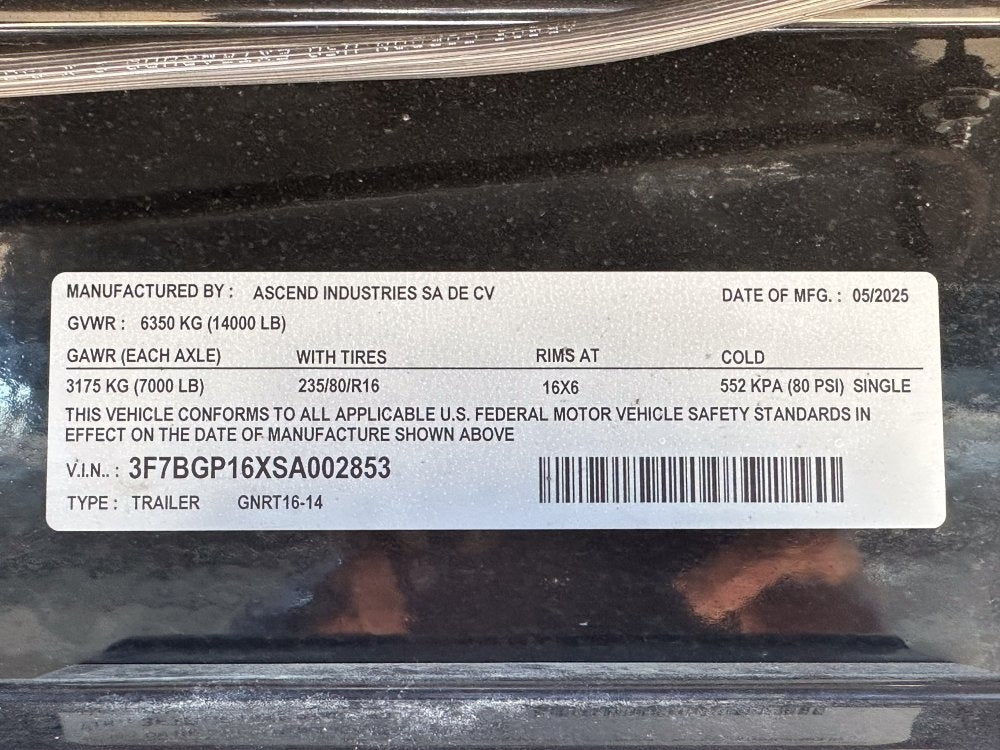 MANUFACTURED BY : ASCEND INDUSTRIES SA DE CV DATE OF MFG. : 05/2025
GVWR : 6350 KG (14000 LB)
GAWR (EACH AXLE) WITH TIRES RIMS AT COLD
3175 KG (7000 LB) 235/80/R16 16X6 552 KPA (80 PSI) SINGLE
THIS VEHICLE CONFORMS TO ALL APPLICABLE U.S. FEDERAL MOTOR VEHICLE SAFETY STANDARDS IN
EFFECT ON THE DATE OF MANUFACTURE SHOWN ABOVE
V.I.N.. : 3F7BGP16XSA002853
TYPE : TRAILER GNRT16-14